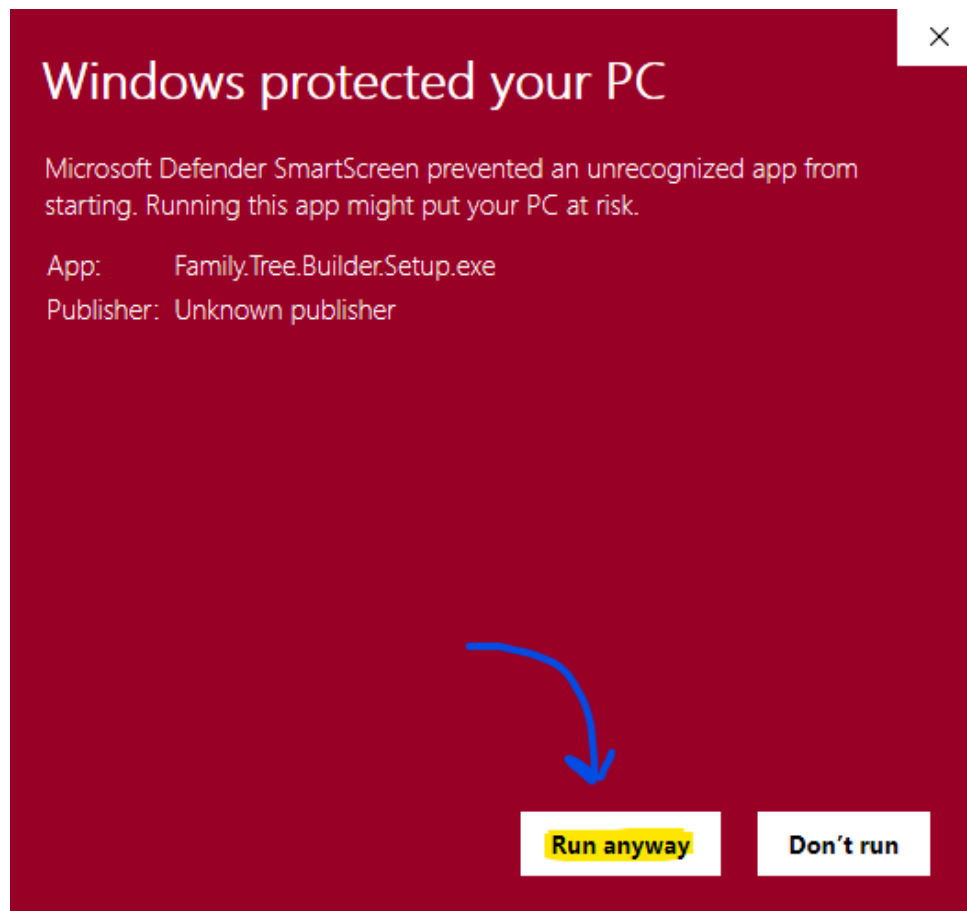 Windows protected your PC
Microsoft Defender SmartScreen prevented an unrecognized app from
starting. Running this app might put your PC at risk.
App: Family.Tree.Builder.Setup.exe
Publisher: Unknown publisher
Run anyway Don’t run